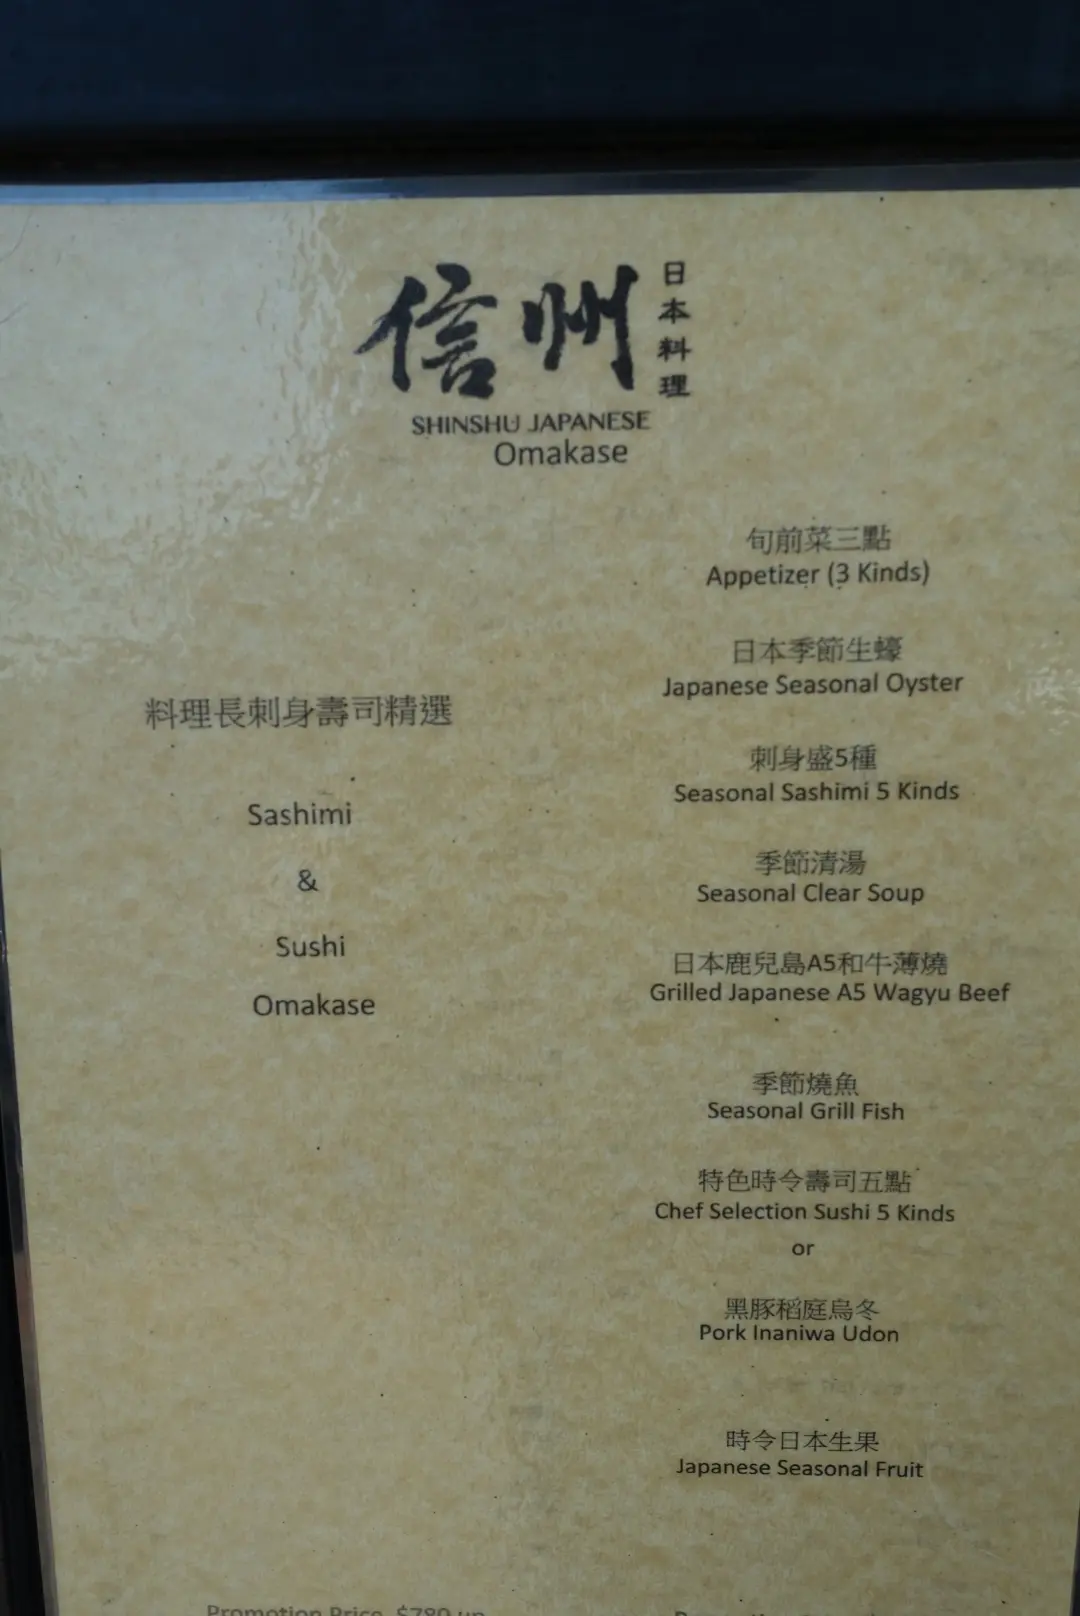 信州
日本料理
SHINSHU JAPANESE
Omakase
料理長刺身壽司精選
Sashimi
&
Sushi
Omakase
旬前菜三點
Appetizer (3 Kinds)
日本季節生蠔
Japanese Seasonal Oyster
刺身盛5種
Seasonal Sashimi 5 Kinds
季節清湯
Seasonal Clear Soup
日本鹿兒島A5和牛薄燒
Grilled Japanese A5 Wagyu Beef
季節燒魚
Seasonal Grill Fish
特色時令壽司五點
Chef Selection Sushi 5 Kinds
or
黑豚稻庭烏冬
Pork Inaniwa Udon
時令日本生果
Japanese Seasonal Fruit
Promotion Price $780 up